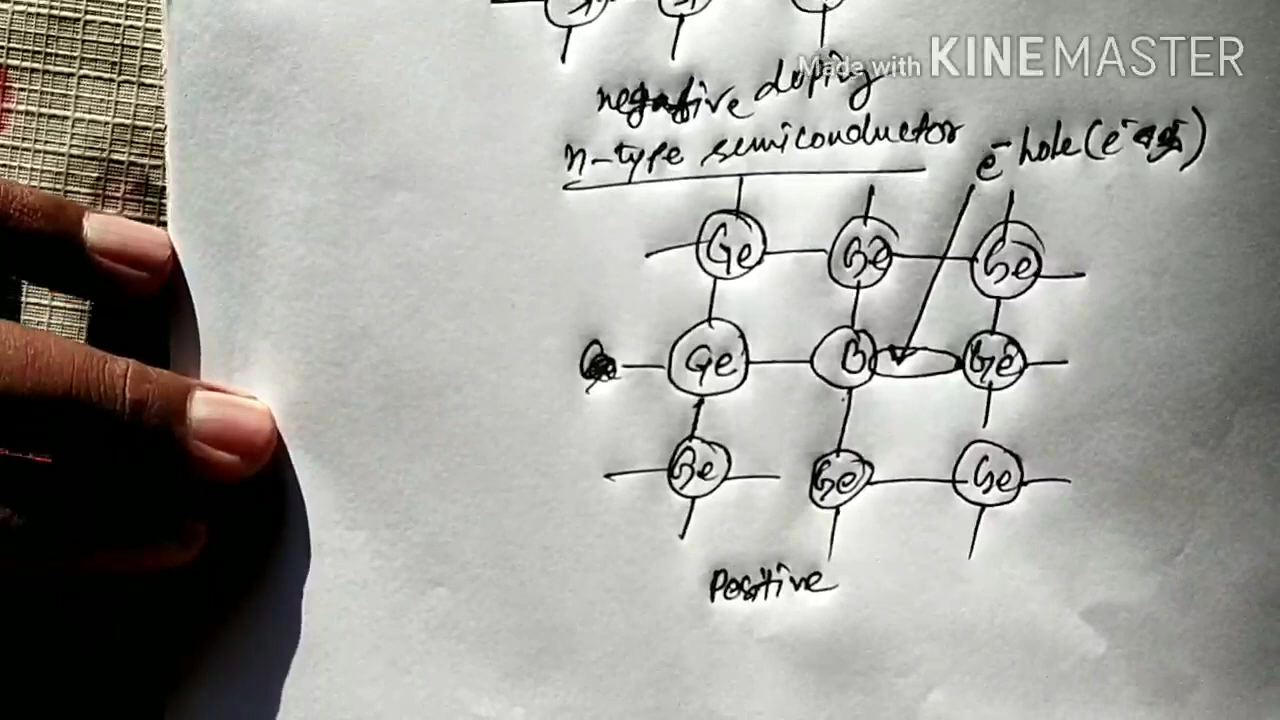 Made with KINEMASTER
negative doping
n-type semiconductor
e⁻ hole (e⁻
Ge Ge Ge
Ge B Ge
Ge Ge Ge
Positive